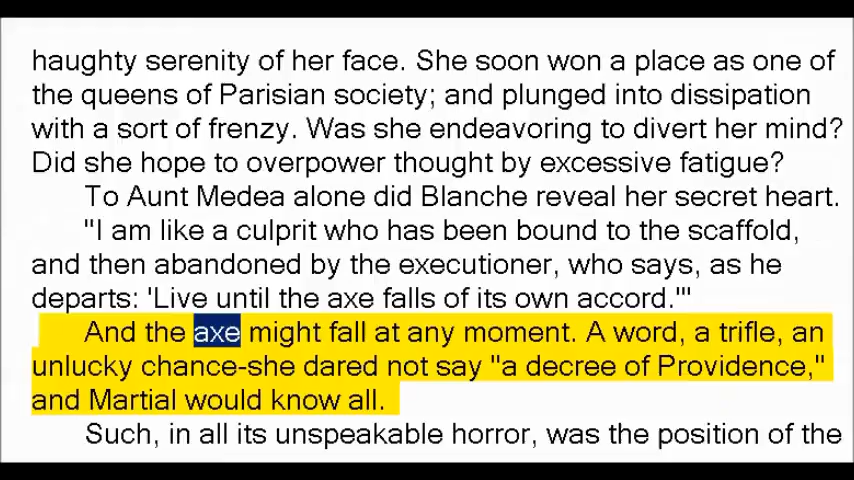 haughty serenity of her face. She soon won a place as one of
the queens of Parisian society; and plunged into dissipation
with a sort of frenzy. Was she endeavoring to divert her mind?
Did she hope to overpower thought by excessive fatigue?
To Aunt Medea alone did Blanche reveal her secret heart.
"I am like a culprit who has been bound to the scaffold,
and then abandoned by the executioner, who says, as he
departs: 'Live until the axe falls of its own accord.'"
And the axe might fall at any moment. A word, a trifle, an
unlucky chance-she dared not say "a decree of Providence,"
and Martial would know all.
Such, in all its unspeakable horror, was the position of the